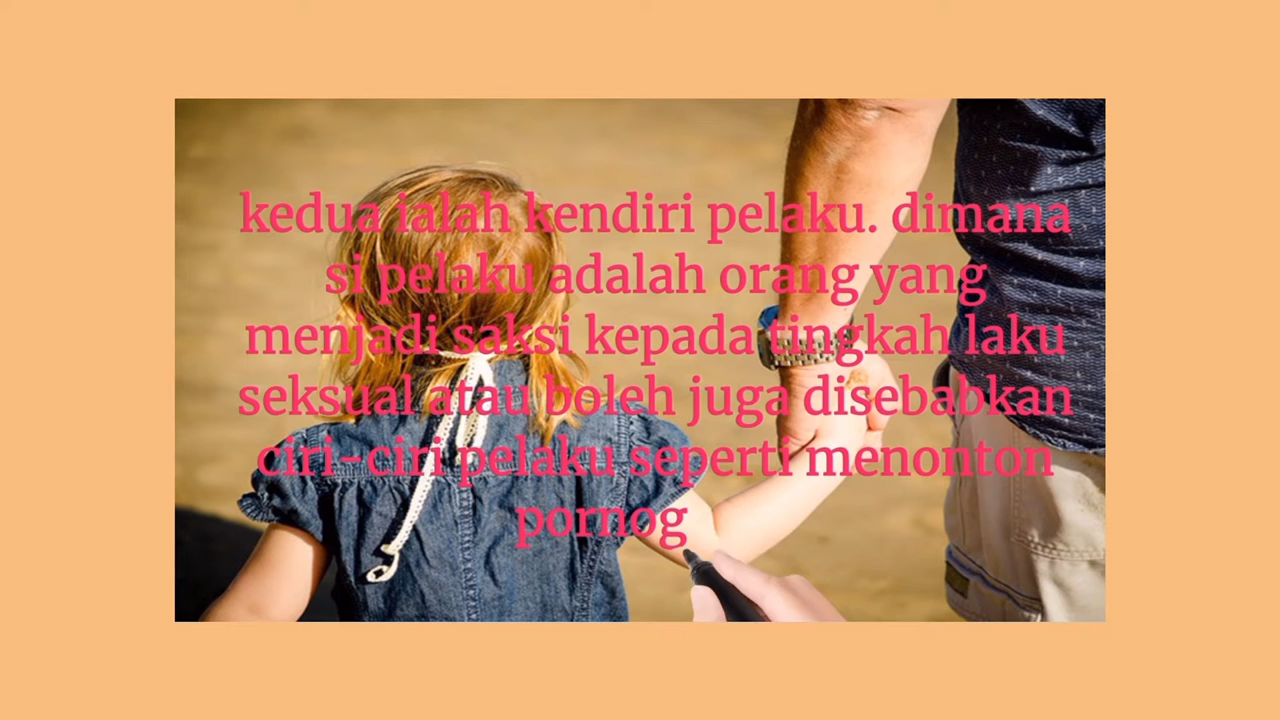 kedua ialah kendiri pelaku. dimana
si pelaku adalah orang yang
menjadi saksi kepada tingkah laku
seksual atau boleh juga disebabkan
ciri-ciri pelaku seperti menonton
pornog